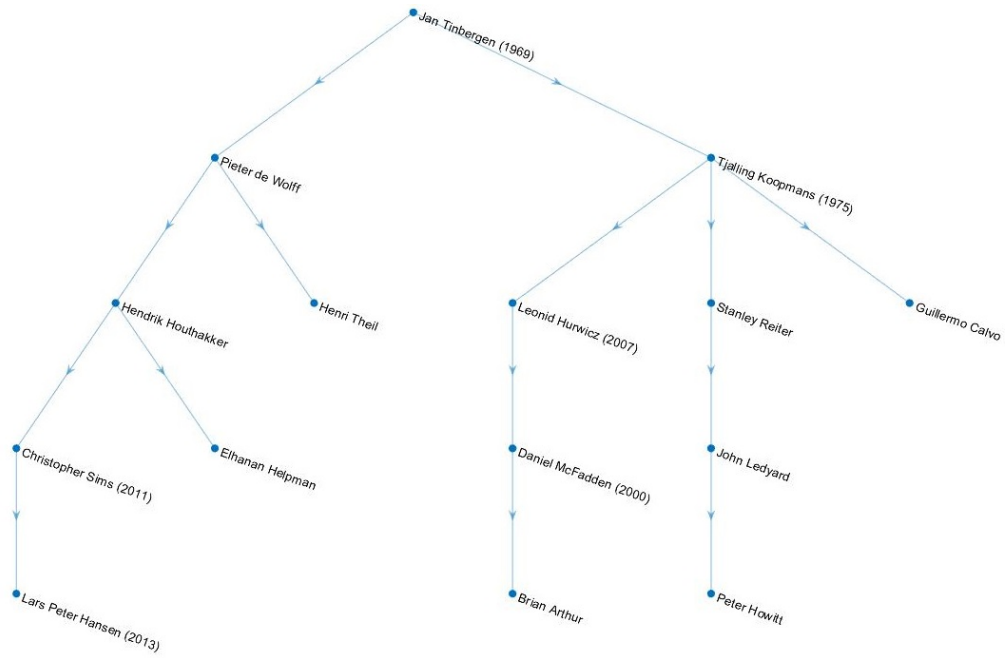 Jan Tinbergen (1969)
Pieter de Wolff
Tjalling Koopmans (1975)
Hendrik Houthakker
Henri Theil
Leonid Hurwicz (2007)
Stanley Reiter
Guillermo Calvo
Christopher Sims (2011)
Elhanan Helpman
Daniel McFadden (2000)
John Ledyard
Lars Peter Hansen (2013)
Brian Arthur
Peter Howitt